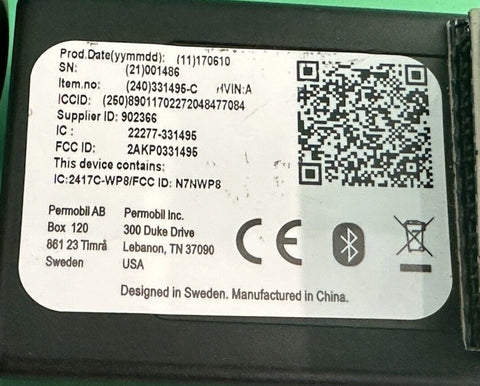 Prod.Date(yymmdd): (11)170610
SN: (21)001486
Item.no: (240)331495-C HVIN:A
ICCID: (250)89011702272048477084
Supplier ID: 902366
IC : 22277-331495
FCC ID: 2AKP0331495
This device contains:
IC:2417C-WP8/FCC ID: N7NWP8
Permobil AB
Box 120
861 23 Timrå
Sweden
Permobil Inc.
300 Duke Drive
Lebanon, TN 37090
USA
CE
Designed in Sweden. Manufactured in China.